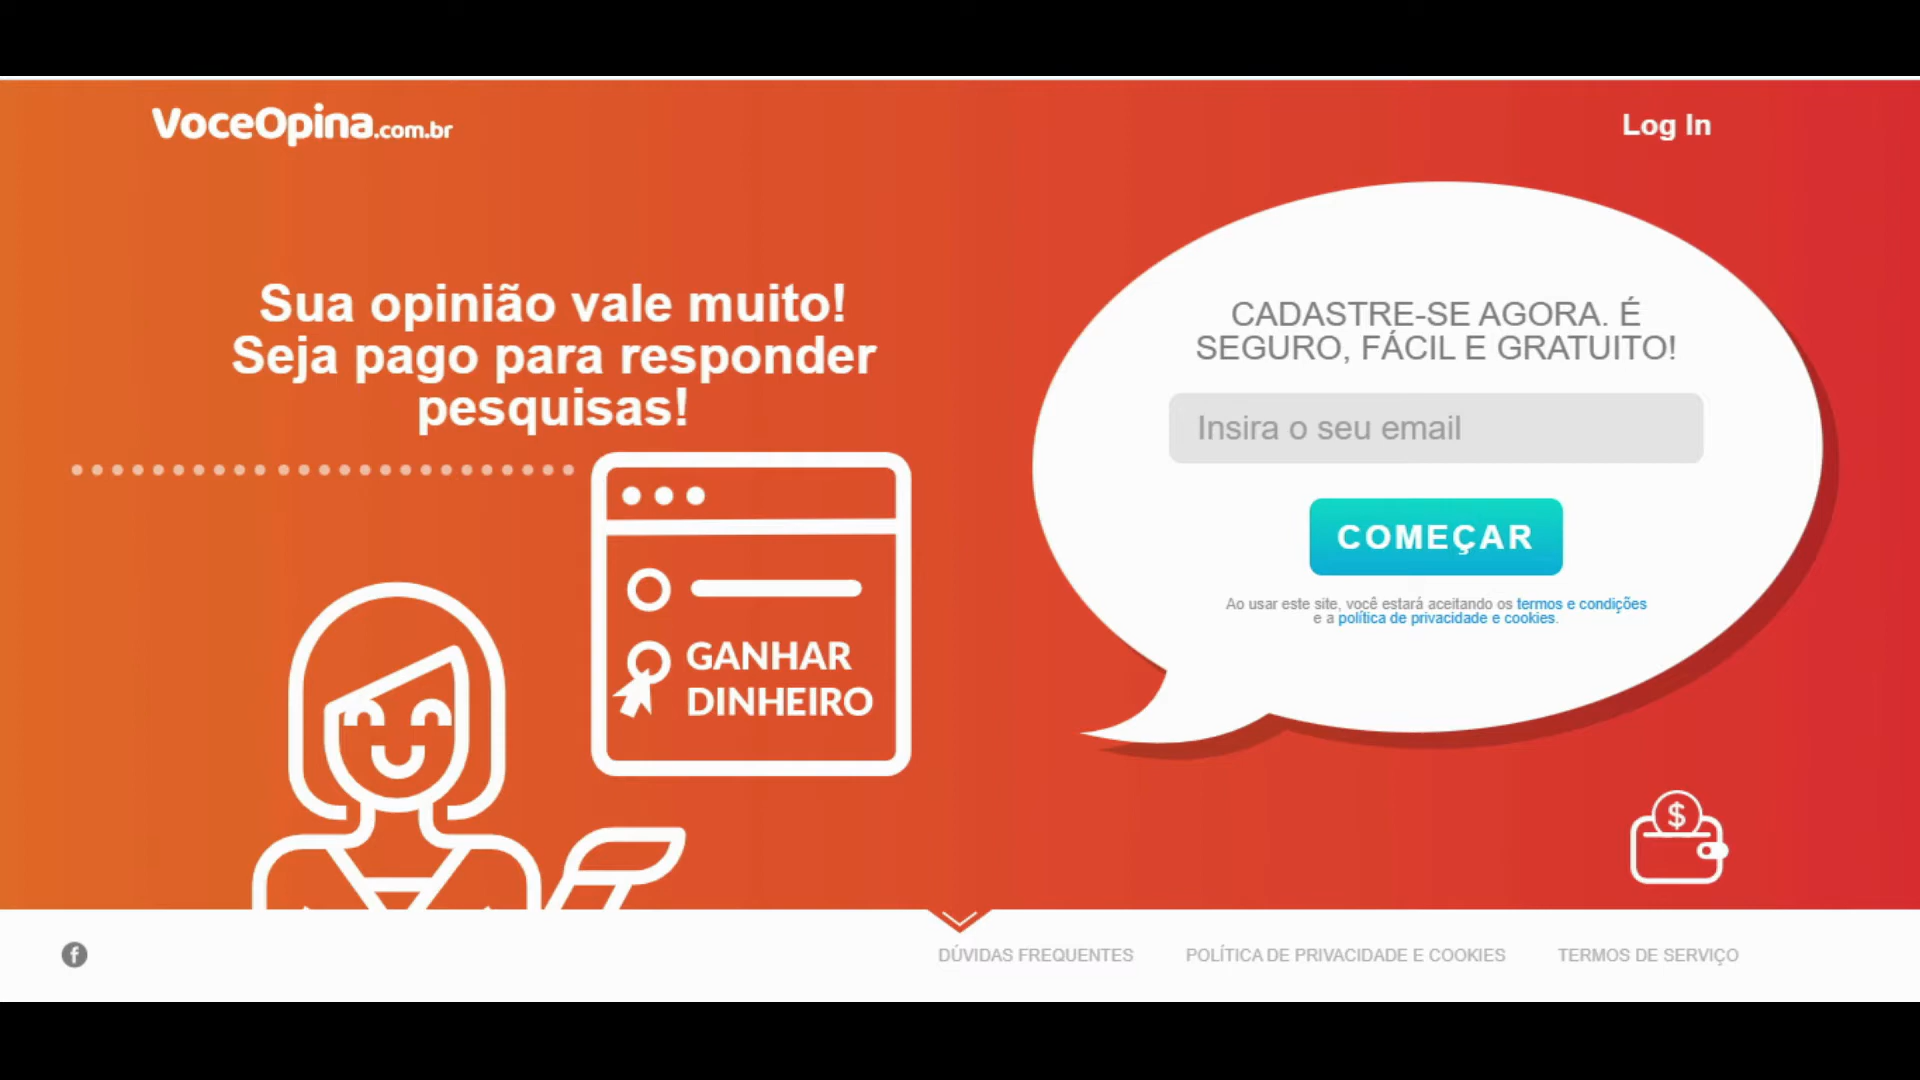 VoceOpina.com.br
Log In
Sua opinião vale muito!
Seja pago para responder
pesquisas!
GANHAR
DINHEIRO
CADASTRE-SE AGORA. É
SEGURO, FÁCIL E GRATUITO!
Insira o seu email
COMEÇAR
Ao usar este site, você estará aceitando os termos e condições
e a política de privacidade e cookies.
$
f
DÚVIDAS FREQUENTES
POLÍTICA DE PRIVACIDADE E COOKIES
TERMOS DE SERVIÇO